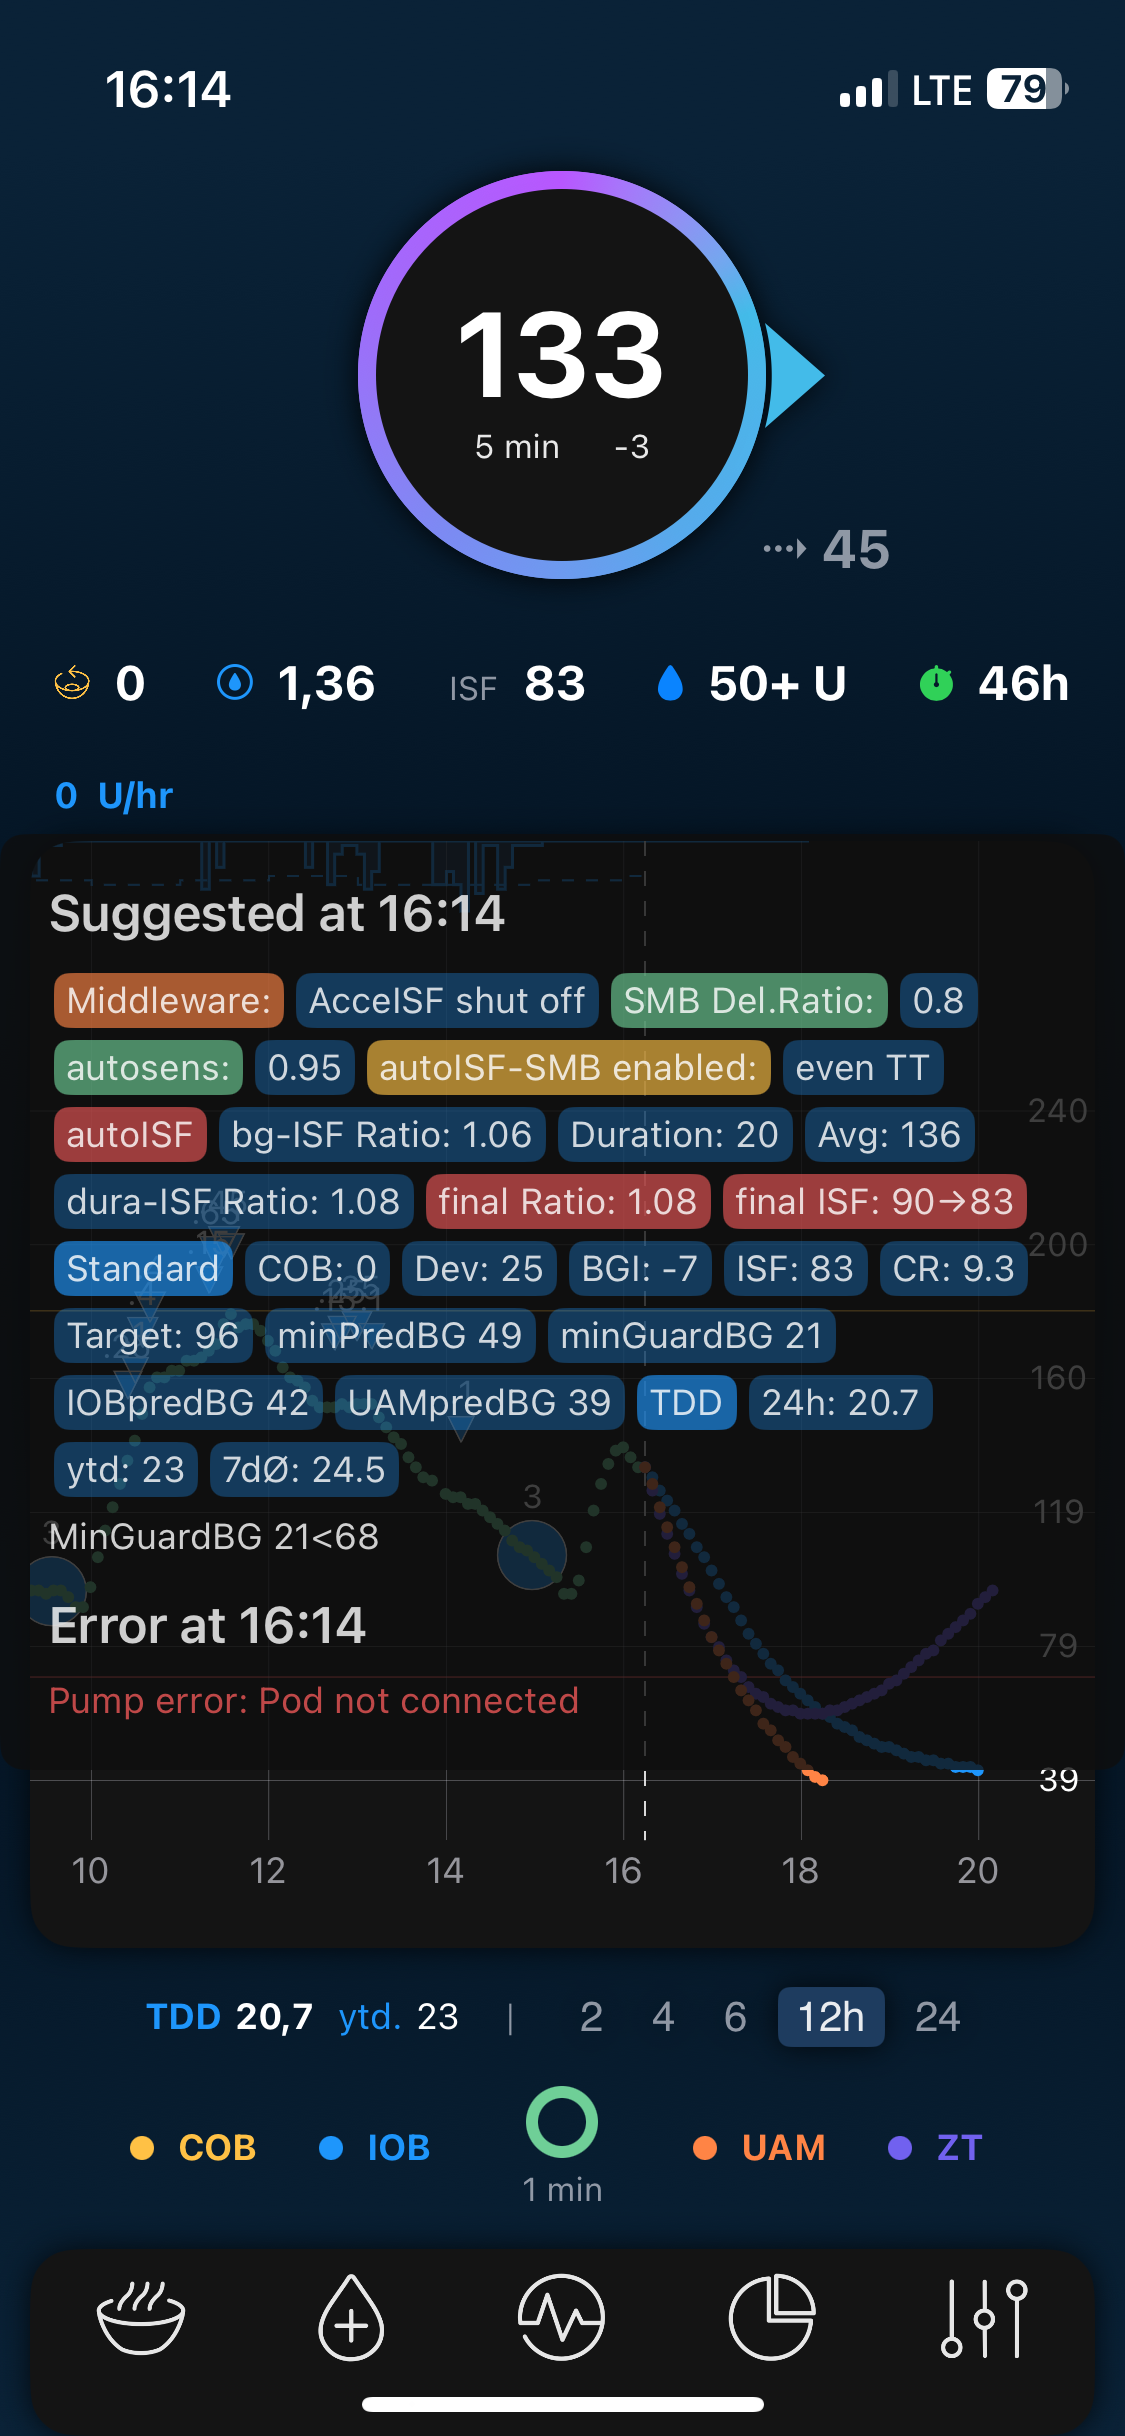 16:14 LTE 79
133
5 min -3
45
0 1,36 ISF 83 50+ U 46h
0 U/hr
Suggested at 16:14
Middleware: AcceISF shut off SMB Del.Ratio: 0.8
autosens: 0.95 autoISF-SMB enabled: even TT
240
autoISF bg-ISF Ratio: 1.06 Duration: 20 Avg: 136
dura-ISF Ratio: 1.08 final Ratio: 1.08 final ISF: 90→83
200
Standard COB: 0 Dev: 25 BGI: -7 ISF: 83 CR: 9.3
Target: 96 minPredBG 49 minGuardBG 21
160
IOBpredBG 42 UAMpredBG 39 TDD 24h: 20.7
1
ytd: 23 7dØ: 24.5
3
119
3
MinGuardBG 21<68
Error at 16:14
79
Pump error: Pod not connected
39
10 12 14 16 18 20
TDD 20,7 ytd. 23 | 2 4 6 12h 24
COB IOB UAM ZT
1 min